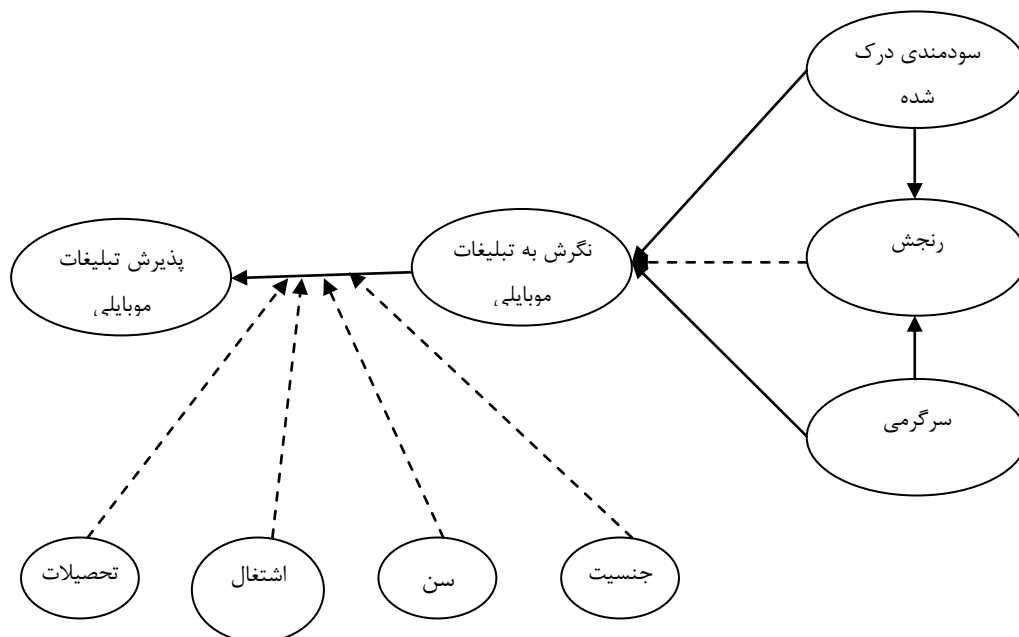 سودمندی درک
شده
رنجش
سرگرمی
نگرش به تبلیغات
موبایلی
پذیرش تبلیغات
موبایلی
جنسیت
سن
اشتغال
تحصیلات